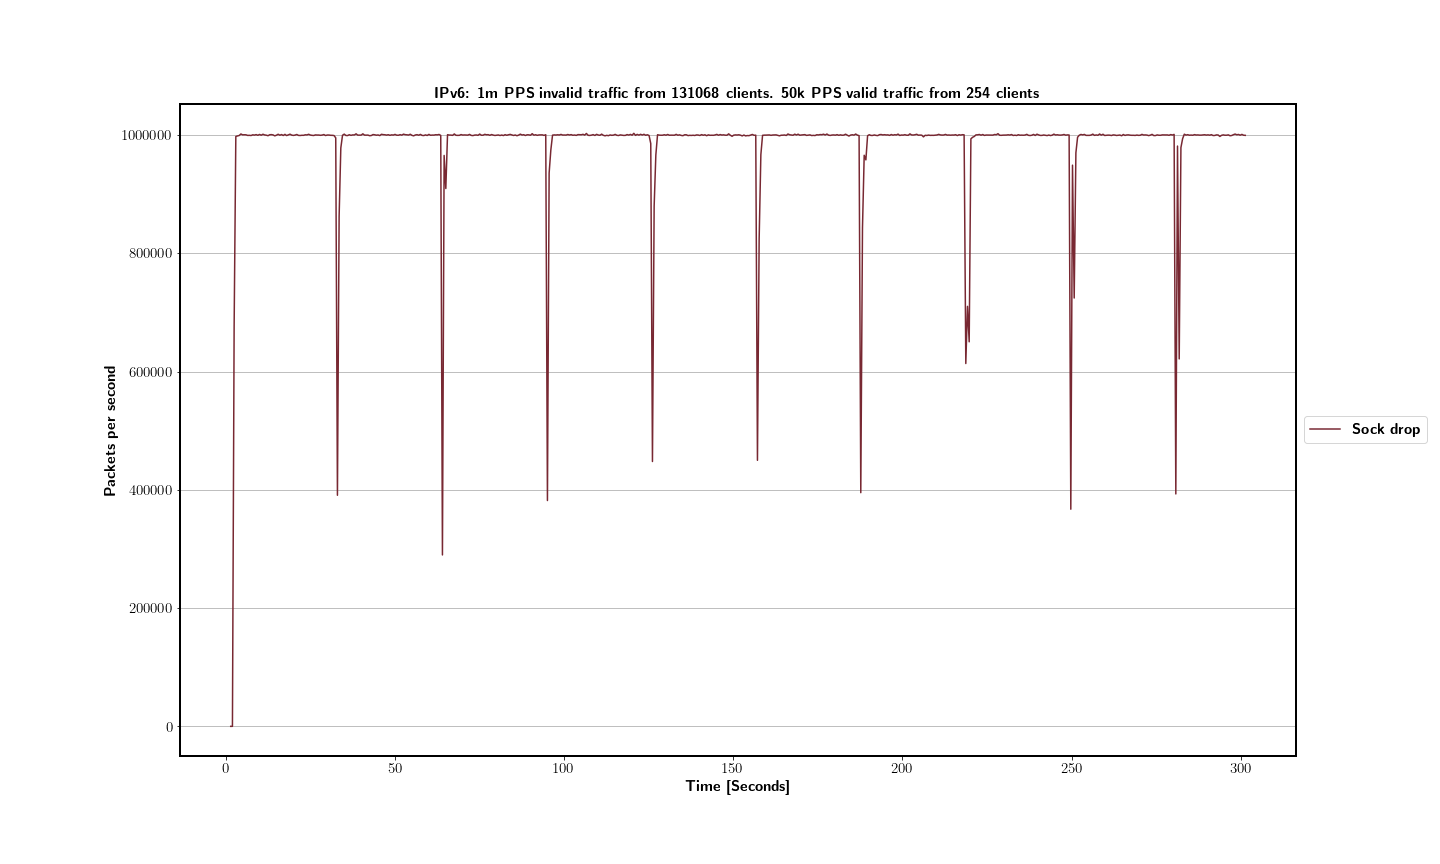 IPv6: 1m PPS invalid traffic from 131068 clients. 50k PPS valid traffic from 254 clients
1000000
800000
600000
400000
200000
0
Packets per second
0 50 100 150 200 250 300
Time [Seconds]
Sock drop